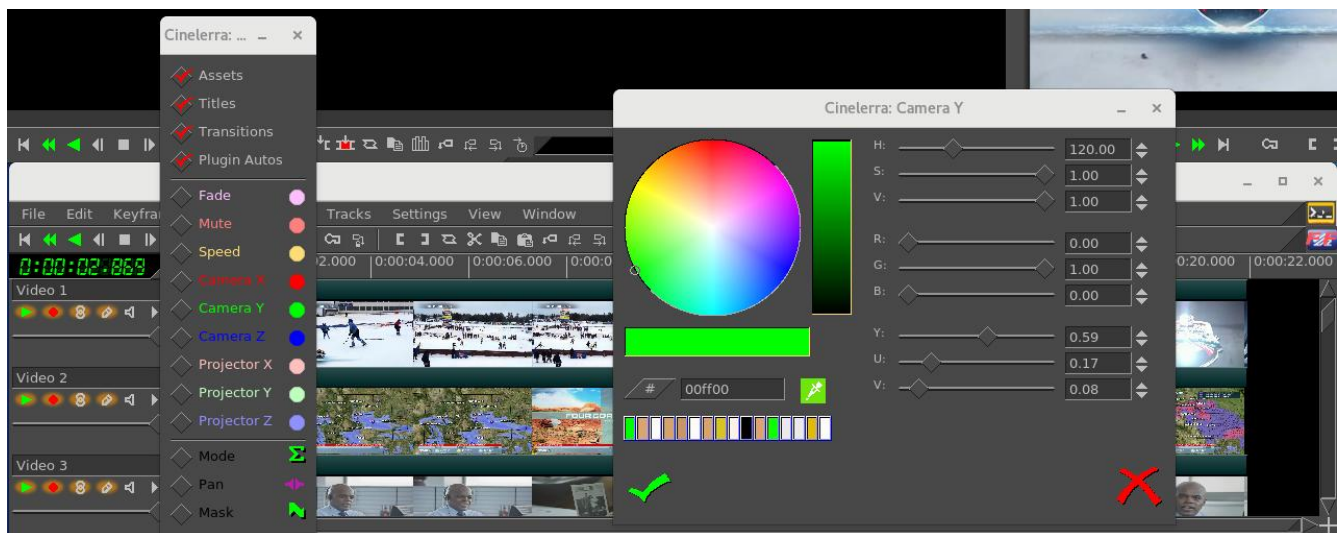 Cinelerra: ...
Assets
Titles
Transitions
Plugin Autos
Fade
Mute
Speed
Camera X
Camera Y
Camera Z
Projector X
Projector Y
Projector Z
Mode
Pan
Mask
File Edit Keyfra
Tracks Settings View Window
0:00:02:869
2.000 0:00:04.000 0:00:06.000 0:00:0
0:20.000 0:00:22.000
Video 1
Video 2
Video 3
Cinelerra: Camera Y
H: 120.00
S: 1.00
V: 1.00
R: 0.00
G: 1.00
B: 0.00
Y: 0.59
U: 0.17
V: 0.08
# 00ff00